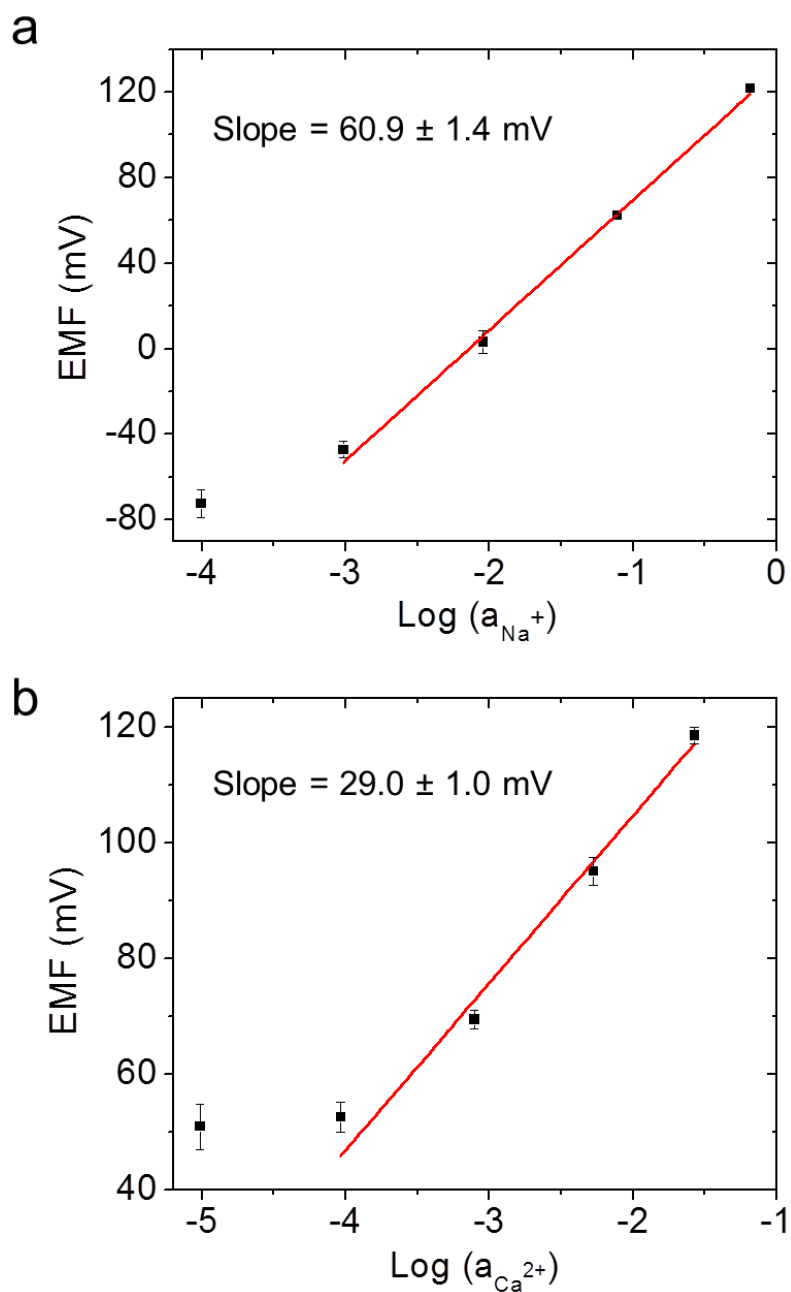 a
120
80
40
0
-40
-80
EMF (mV)
Slope = 60.9 ± 1.4 mV
-4 -3 -2 -1 0
Log (a_Na⁺)
b
120
100
80
60
40
EMF (mV)
Slope = 29.0 ± 1.0 mV
-5 -4 -3 -2 -1
Log (a_Ca²⁺)